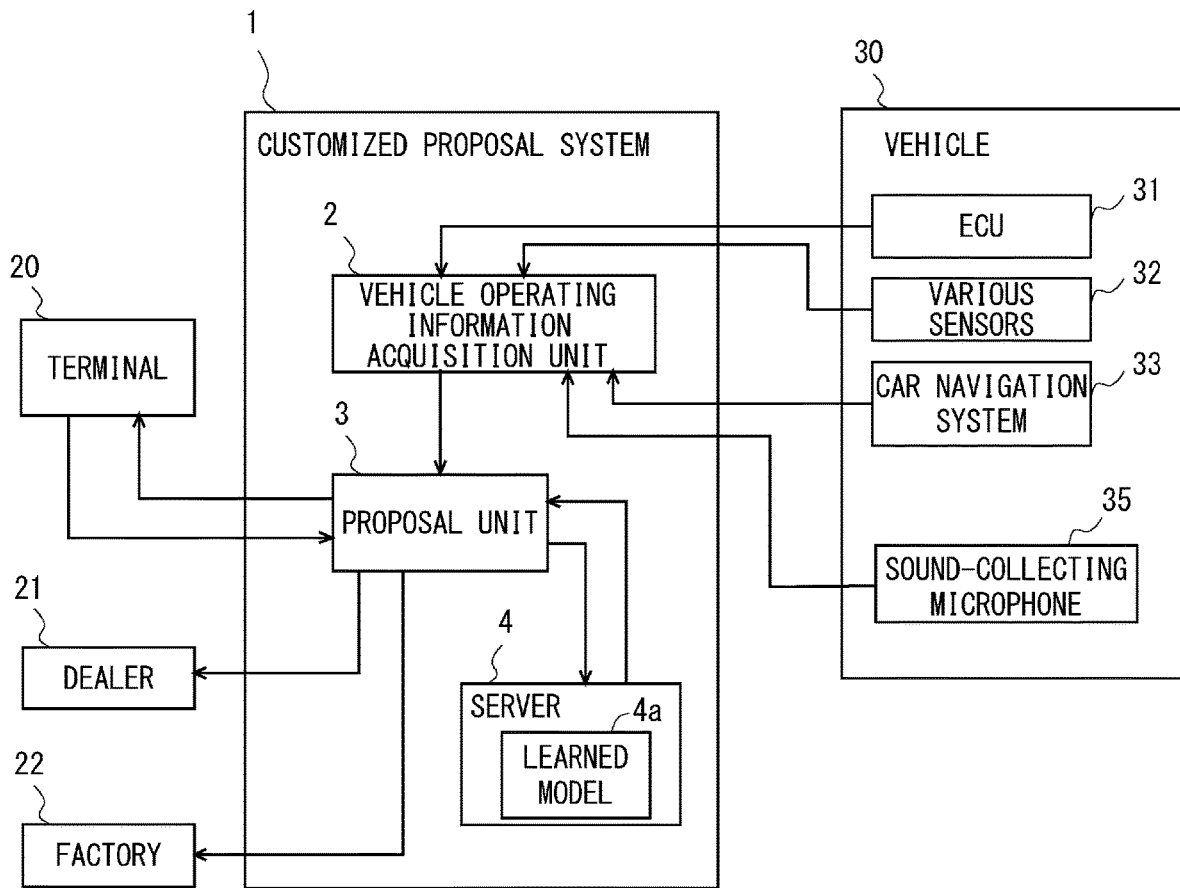 1
CUSTOMIZED PROPOSAL SYSTEM
2
VEHICLE OPERATING
INFORMATION
ACQUISITION UNIT
3
PROPOSAL UNIT
4
SERVER
4a
LEARNED
MODEL
20
TERMINAL
21
DEALER
22
FACTORY
30
VEHICLE
31
ECU
32
VARIOUS
SENSORS
33
CAR NAVIGATION
SYSTEM
35
SOUND-COLLECTING
MICROPHONE